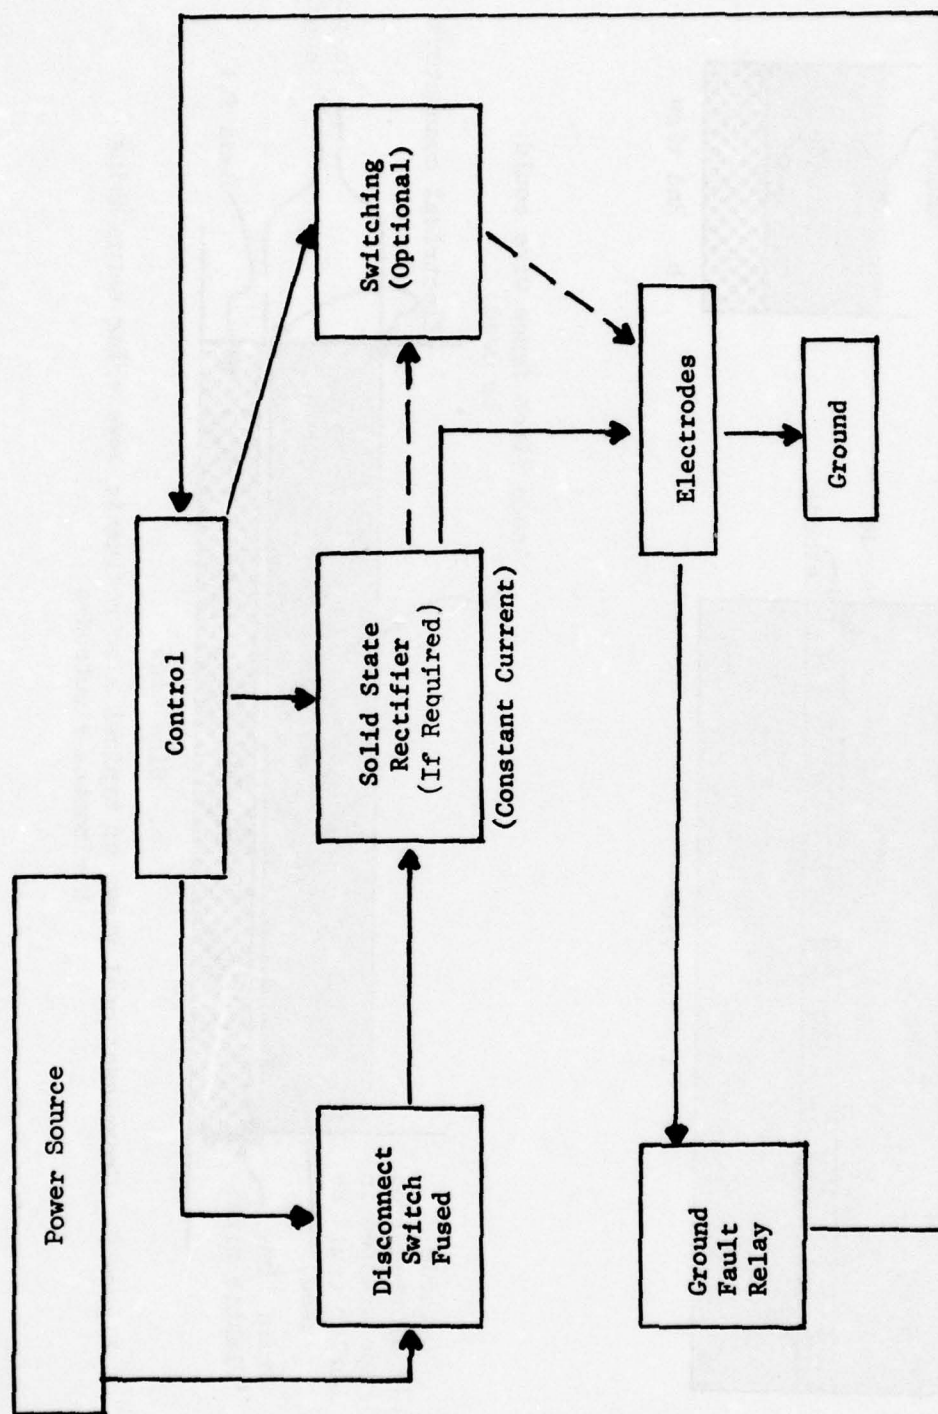 Power Source
Control
Disconnect
Switch
Fused
Solid State
Rectifier
(If Required)
(Constant Current)
Switching
(Optional)
Ground
Fault
Relay
Electrodes
Ground